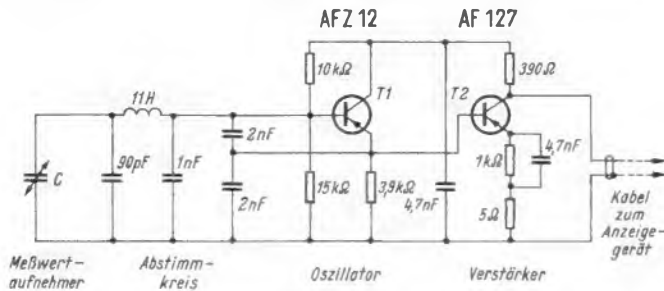 AFZ 12
AF 127
10kΩ
390Ω
11H
T1
T2
2nF
4,7nF
C
90pF
1nF
1kΩ
2nF
15kΩ
3,9kΩ
4,7nF
5Ω
Kabel
zum
Anzeige-
gerät
Meßwert-
aufnehmer
Abstimm-
kreis
Oszillator
Verstärker